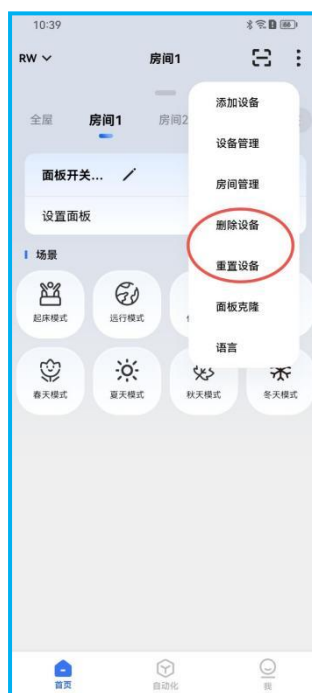 10:39
66
RW
房间1
全屋
房间1
房间2
添加设备
设备管理
房间管理
删除设备
重置设备
面板克隆
语言
面板开关...
设置面板
场景
起床模式
远行模式
春天模式
夏天模式
秋天模式
冬天模式
首页
自动化
我